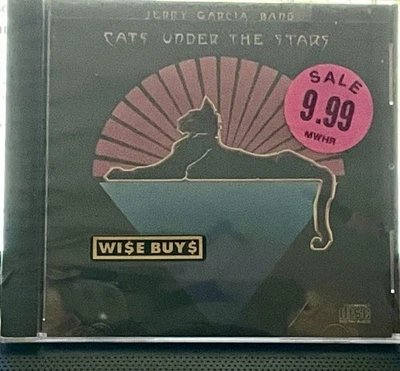 JERRY GARCIA BAND
CATS UNDER THE STARS
SALE
9.99
MWHR
WI$E BUY$